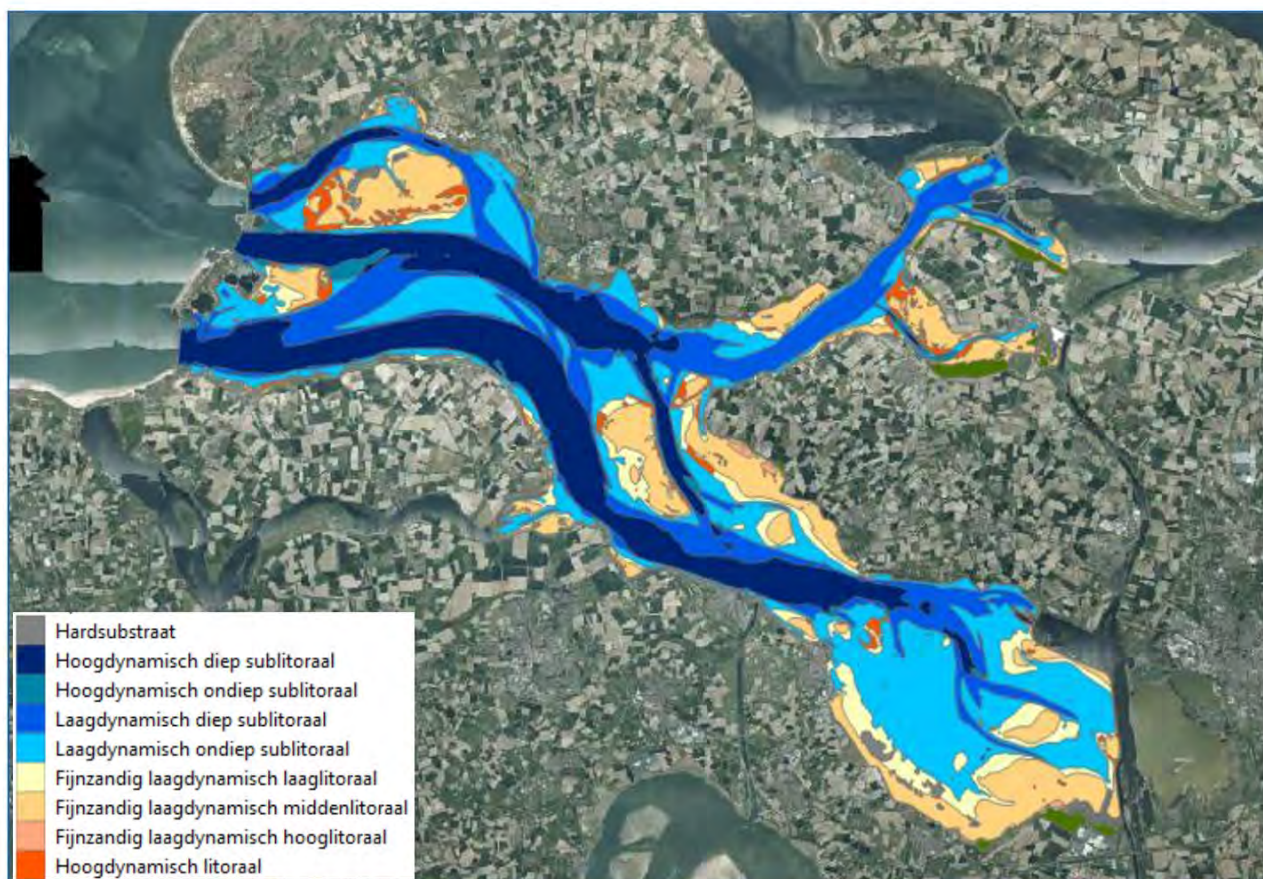 Hardsubstraat
Hoogdynamisch diep sublitoraal
Hoogdynamisch ondiep sublitoraal
Laagdynamisch diep sublitoraal
Laagdynamisch ondiep sublitoraal
Fijnzandig laagdynamisch laaglitoraal
Fijnzandig laagdynamisch middenlitoraal
Fijnzandig laagdynamisch hooglitoraal
Hoogdynamisch litoraal